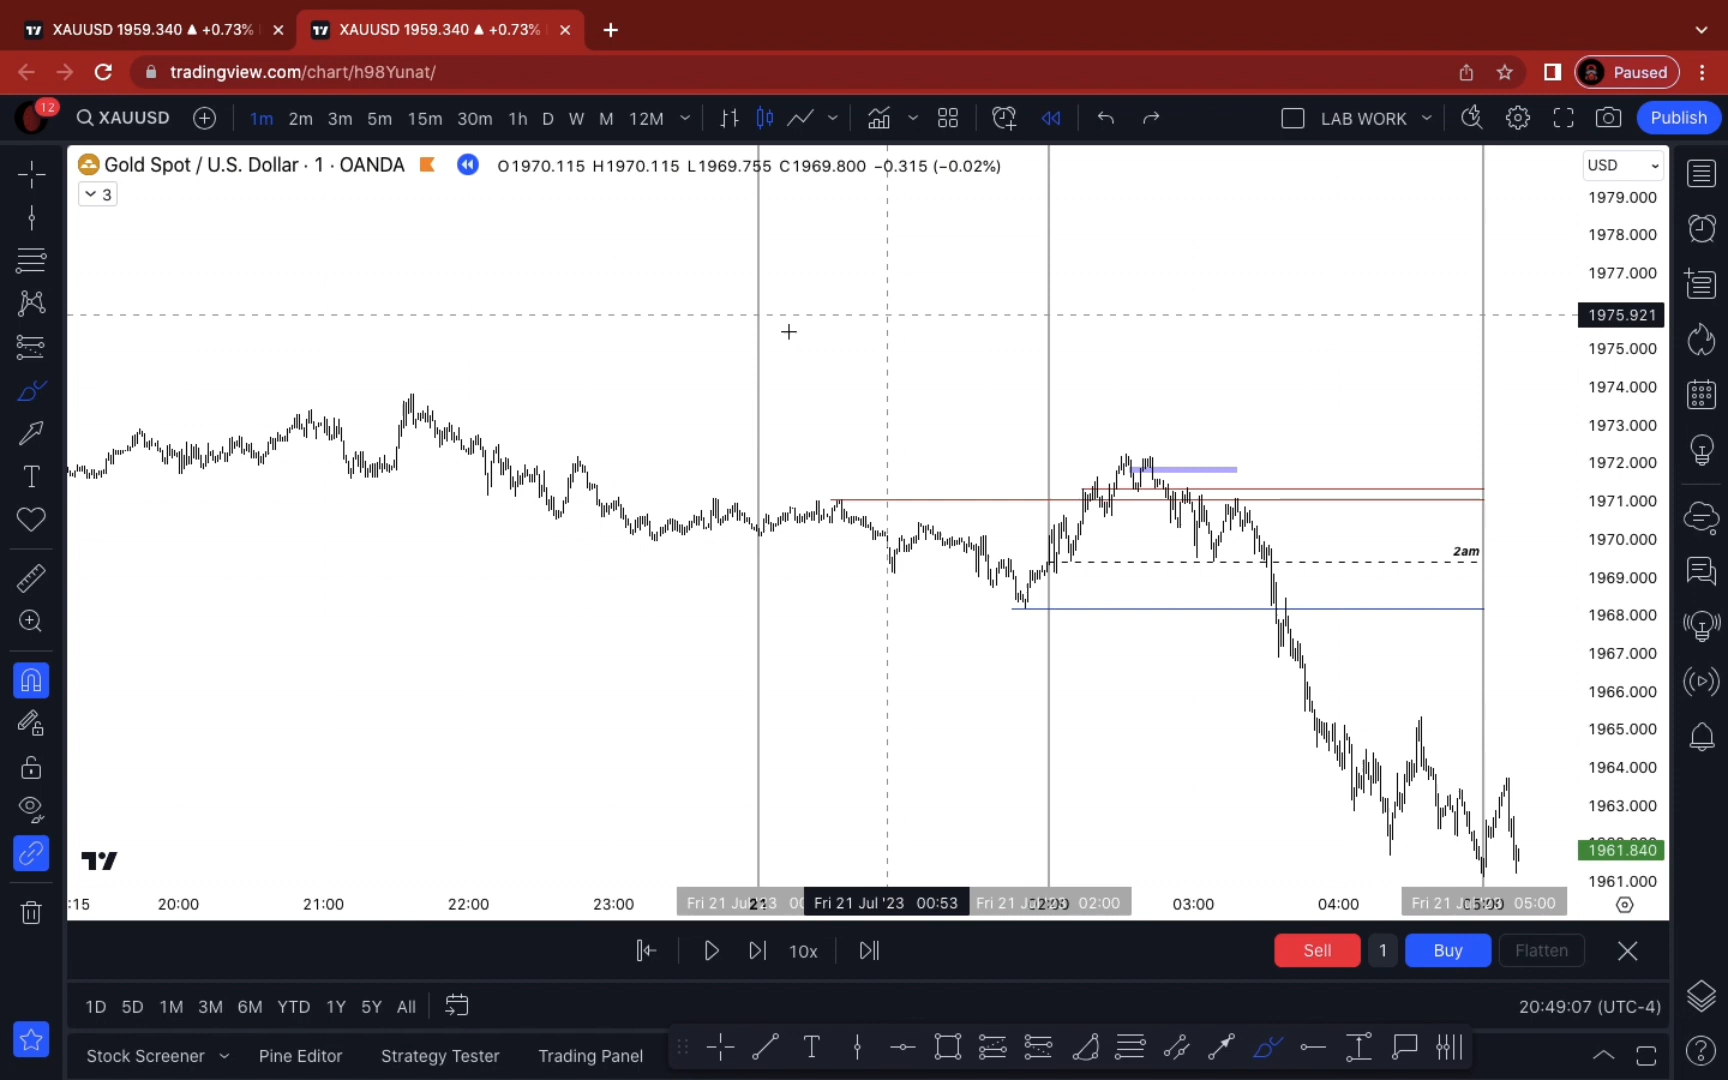 XAUUSD 1959.340 ▲ +0.73%
XAUUSD 1959.340 ▲ +0.73%
tradingview.com/chart/h98Yunat/
Paused
12
XAUUSD
1m 2m 3m 5m 15m 30m 1h D W M 12M
LAB WORK
Publish
Gold Spot / U.S. Dollar · 1 · OANDA
O1970.115 H1970.115 L1969.755 C1969.800 −0.315 (−0.02%)
3
USD
1979.000
1978.000
1977.000
1975.921
1975.000
1974.000
1973.000
1972.000
1971.000
1970.000
2am
1969.000
1968.000
1967.000
1966.000
1965.000
1964.000
1963.000
1961.840
1961.000
:15 20:00 21:00 22:00 23:00 Fri 21 Jul '23 00:53 02:00 03:00 04:00 05:00
10x
Sell 1 Buy Flatten
1D 5D 1M 3M 6M YTD 1Y 5Y All
20:49:07 (UTC-4)
Stock Screener Pine Editor Strategy Tester Trading Panel